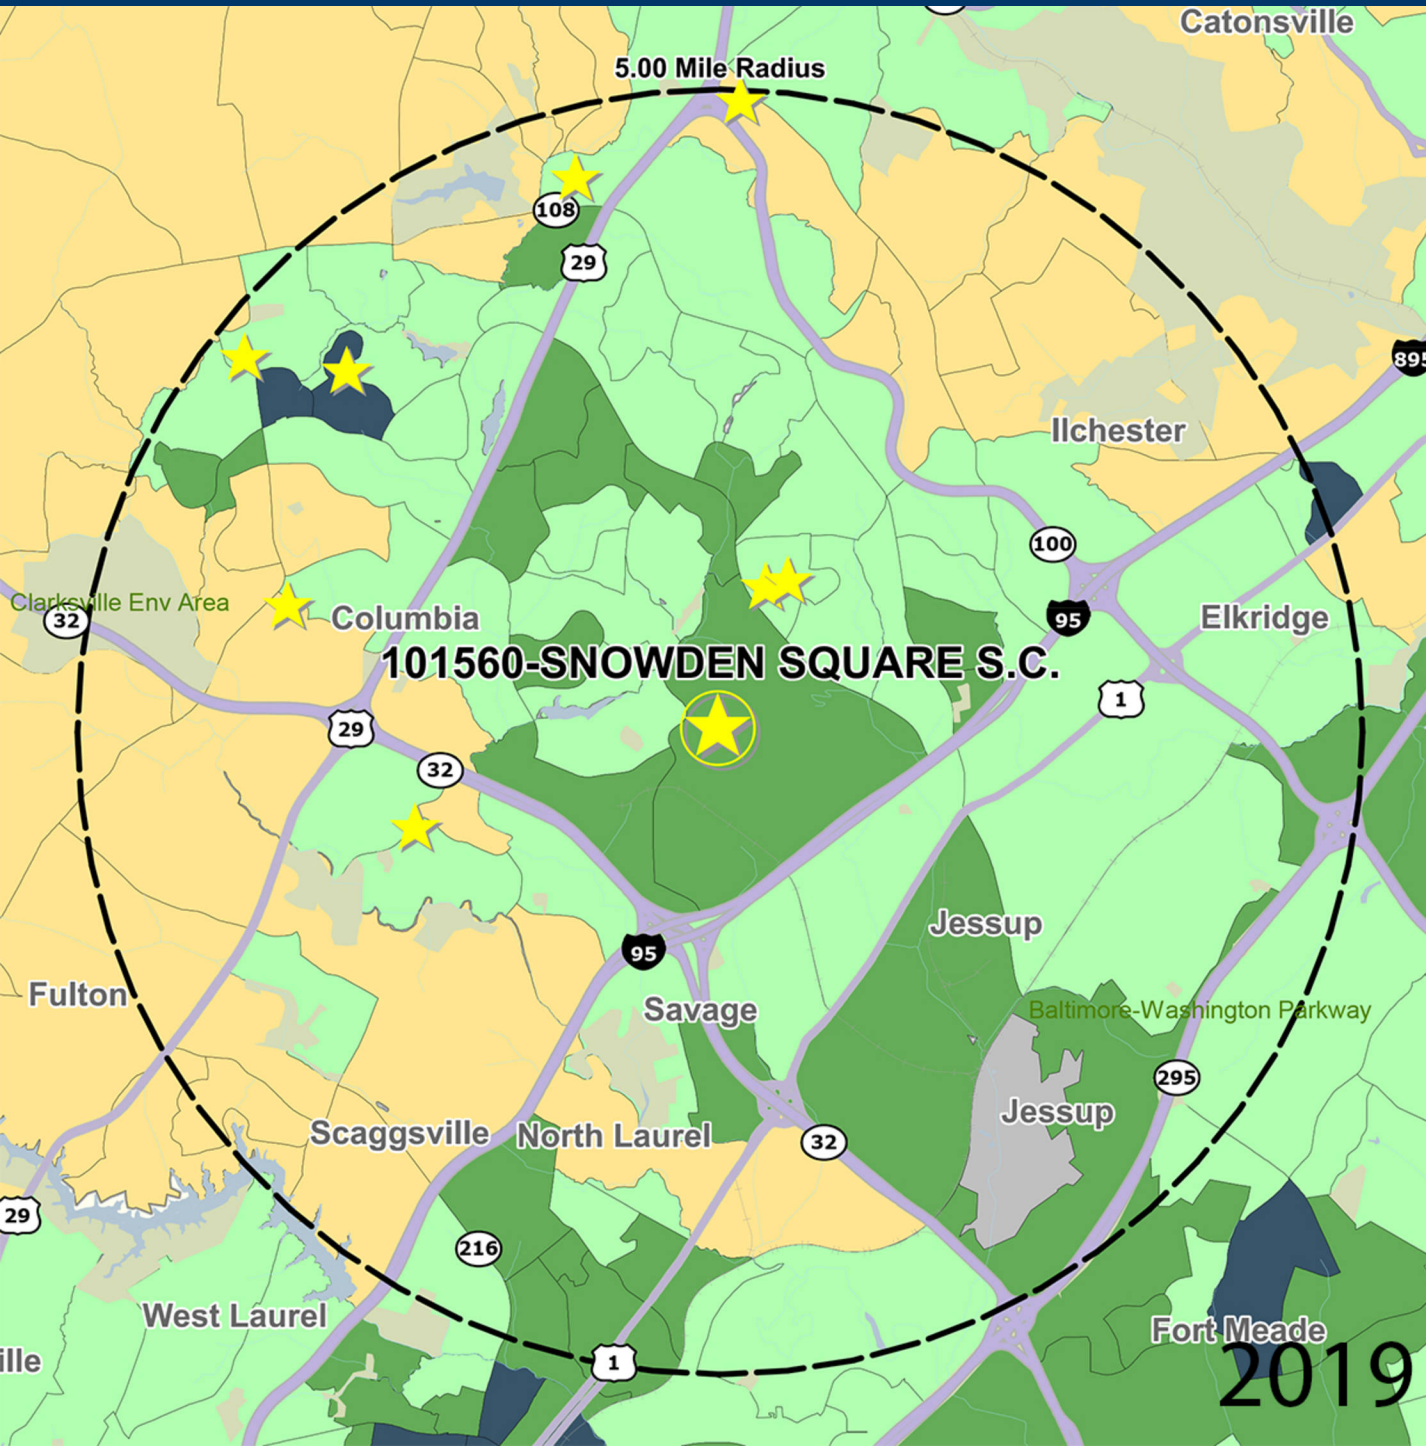 Catonsville
5.00 Mile Radius
108
29
895
Ilchester
100
Clarksville Env Area
32
Columbia
95
Elkridge
101560-SNOWDEN SQUARE S.C.
1
29
32
Jessup
95
Fulton
Savage
Baltimore-Washington Parkway
295
Jessup
Scaggsville
North Laurel
32
29
216
West Laurel
Fort Meade
ille
1
2019